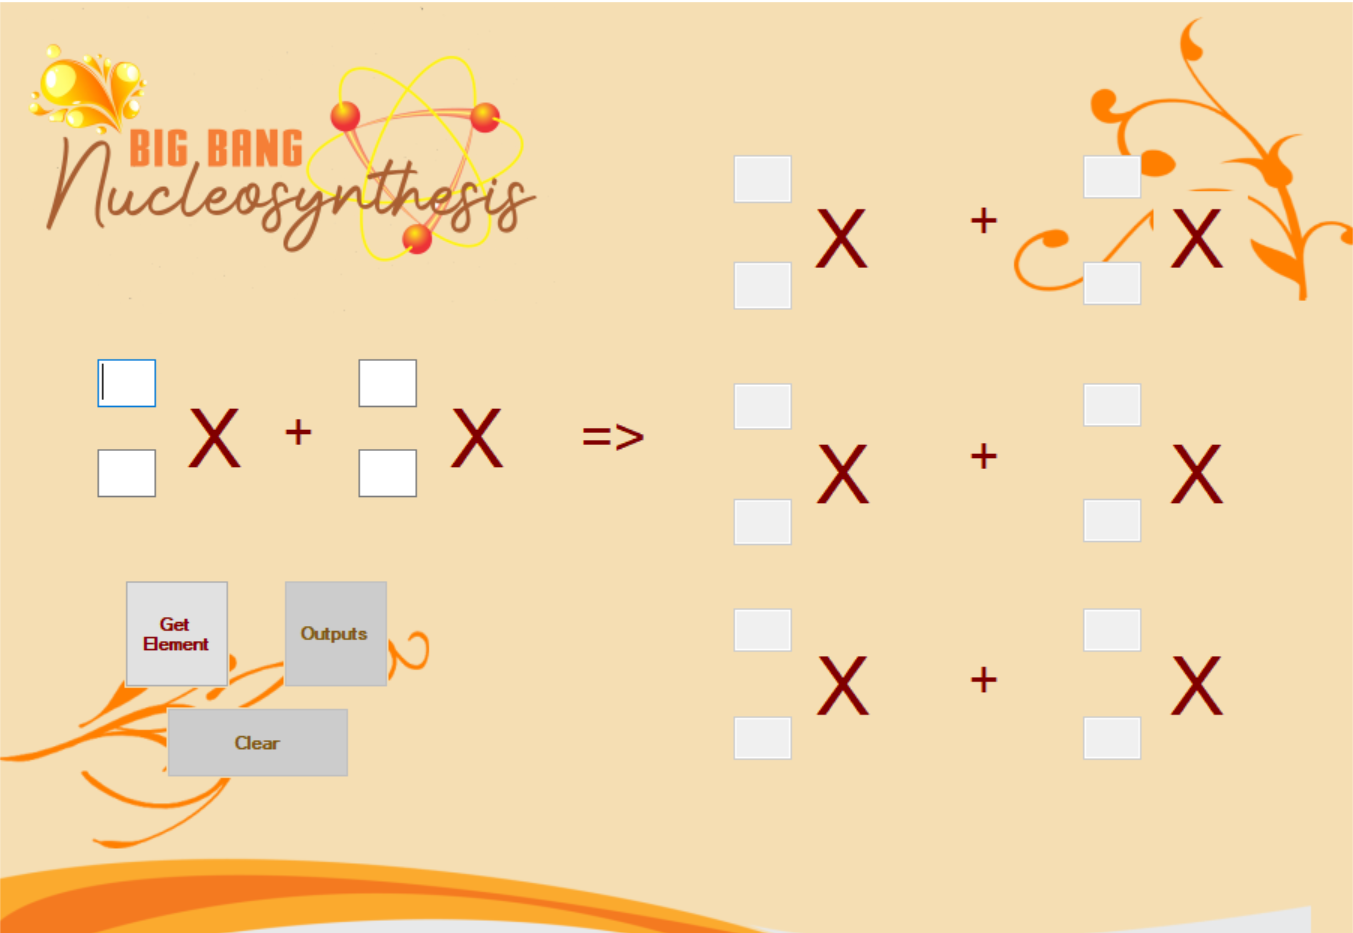 BIG BANG
Nucleosynthesis
X + X
X + X => X + X
X + X
Get
Element
Outputs
Clear